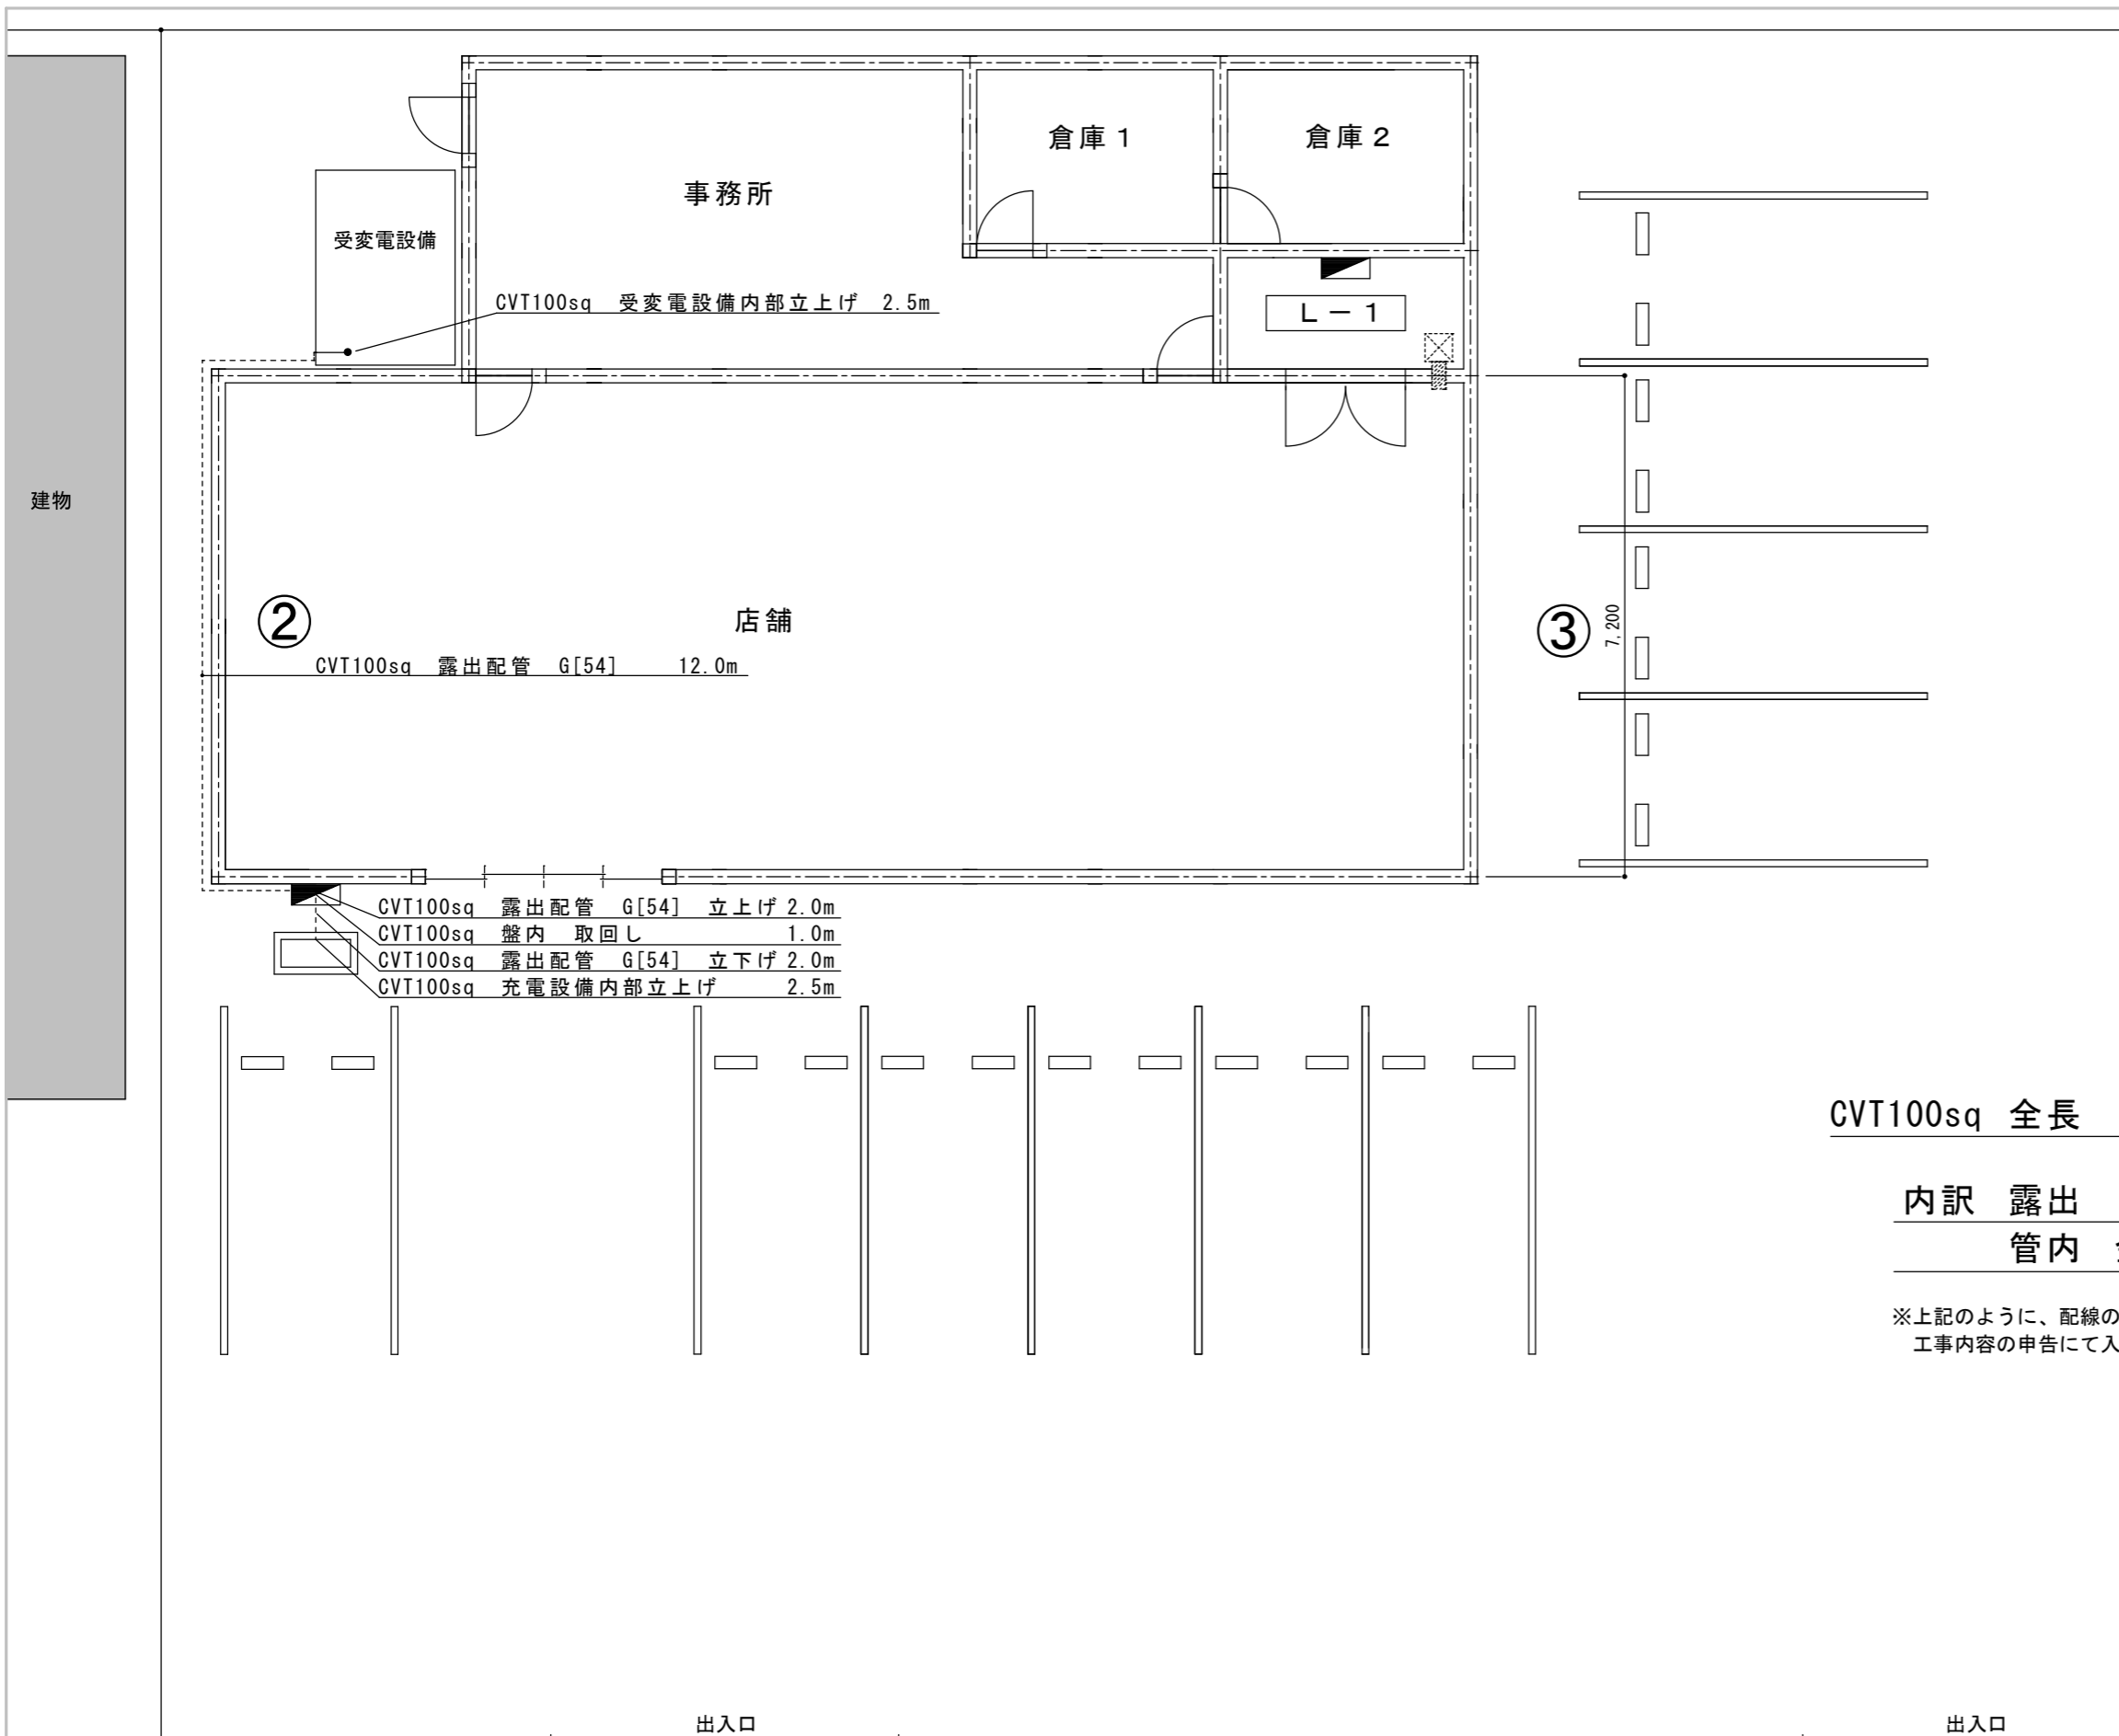 倉庫１
倉庫２
事務所
受変電設備
CVT100sq 受変電設備内部立上げ 2.5m
Ｌ－１
建物
②
店舗
③
7,200
CVT100sq 露出配管 G[54] 12.0m
CVT100sq 露出配管 G[54] 立上げ 2.0m
CVT100sq 盤内 取回し 1.0m
CVT100sq 露出配管 G[54] 立下げ 2.0m
CVT100sq 充電設備内部立上げ 2.5m
CVT100sq 全長
内訳 露出
管内
※上記のように、配線の
工事内容の申告にて入
出入口
出入口